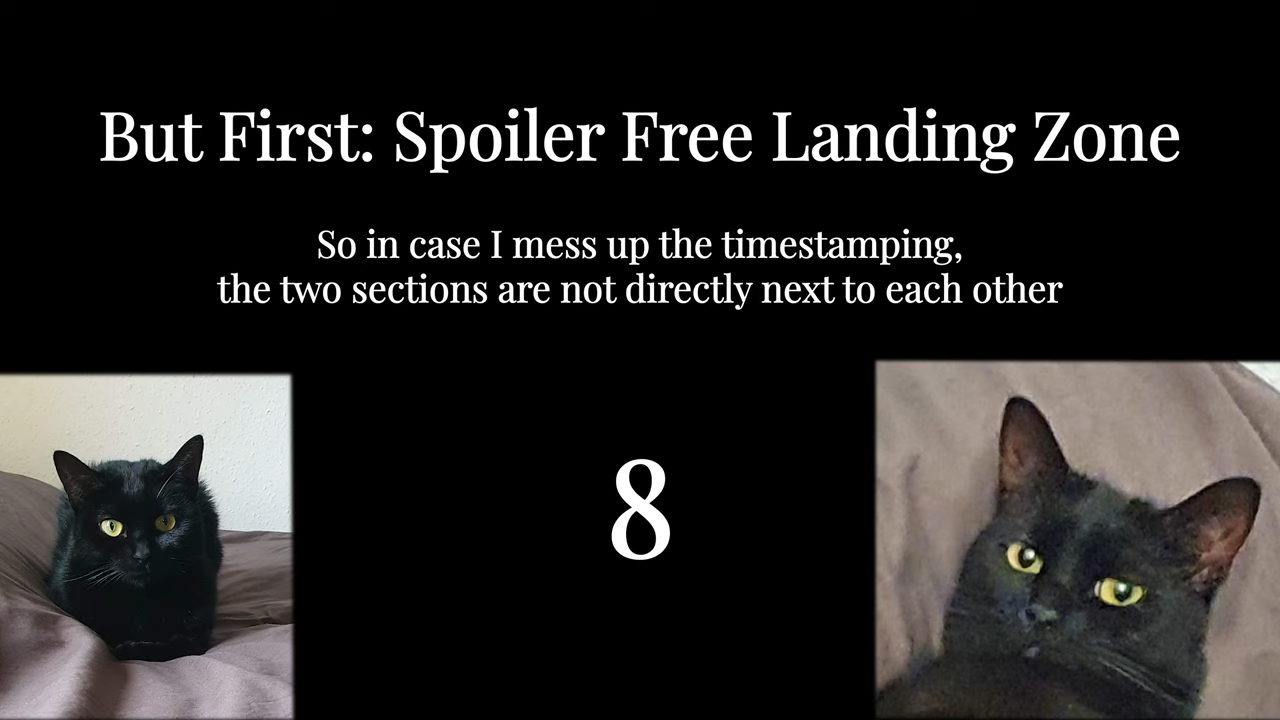 But First: Spoiler Free Landing Zone
So in case I mess up the timestamping,
the two sections are not directly next to each other
8